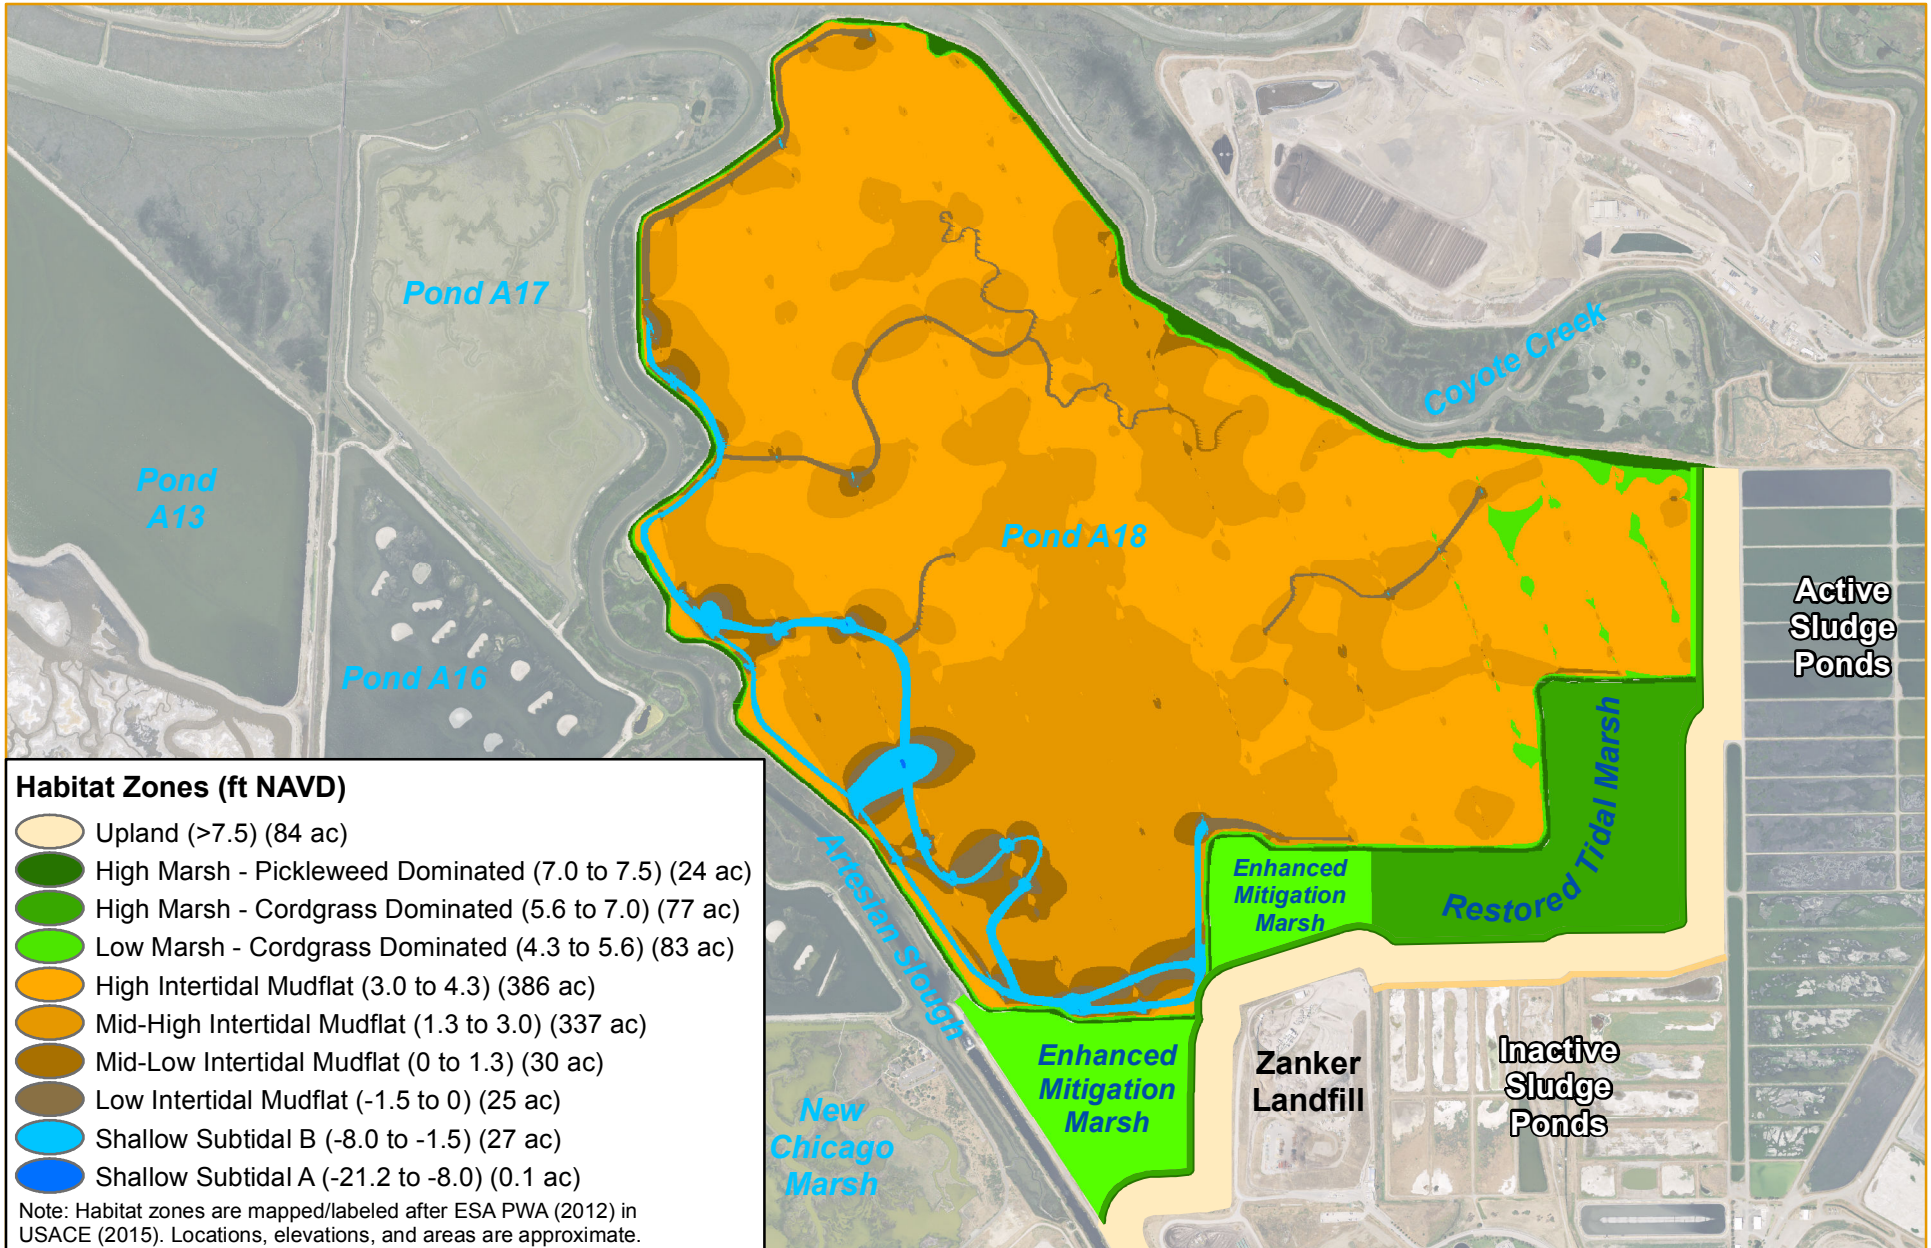 Pond A17
Coyote Creek
Pond
A13
Pond A18
Active
Sludge
Ponds
Pond A16
Restored Tidal Marsh
Enhanced
Mitigation
Marsh
Artesian Slough
Enhanced
Mitigation
Marsh
Zanker
Landfill
Inactive
Sludge
Ponds
New
Chicago
Marsh
Habitat Zones (ft NAVD)
Upland (>7.5) (84 ac)
High Marsh - Pickleweed Dominated (7.0 to 7.5) (24 ac)
High Marsh - Cordgrass Dominated (5.6 to 7.0) (77 ac)
Low Marsh - Cordgrass Dominated (4.3 to 5.6) (83 ac)
High Intertidal Mudflat (3.0 to 4.3) (386 ac)
Mid-High Intertidal Mudflat (1.3 to 3.0) (337 ac)
Mid-Low Intertidal Mudflat (0 to 1.3) (30 ac)
Low Intertidal Mudflat (-1.5 to 0) (25 ac)
Shallow Subtidal B (-8.0 to -1.5) (27 ac)
Shallow Subtidal A (-21.2 to -8.0) (0.1 ac)
Note: Habitat zones are mapped/labeled after ESA PWA (2012) in
USACE (2015). Locations, elevations, and areas are approximate.